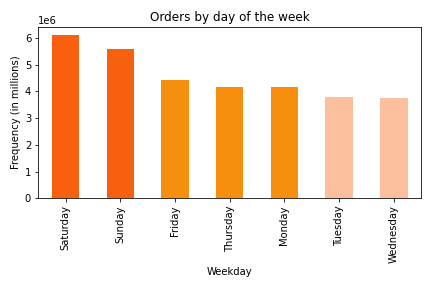 Orders by day of the week
1e6
Frequency (in millions)
6
5
4
3
2
1
0
Saturday
Sunday
Friday
Thursday
Monday
Tuesday
Wednesday
Weekday